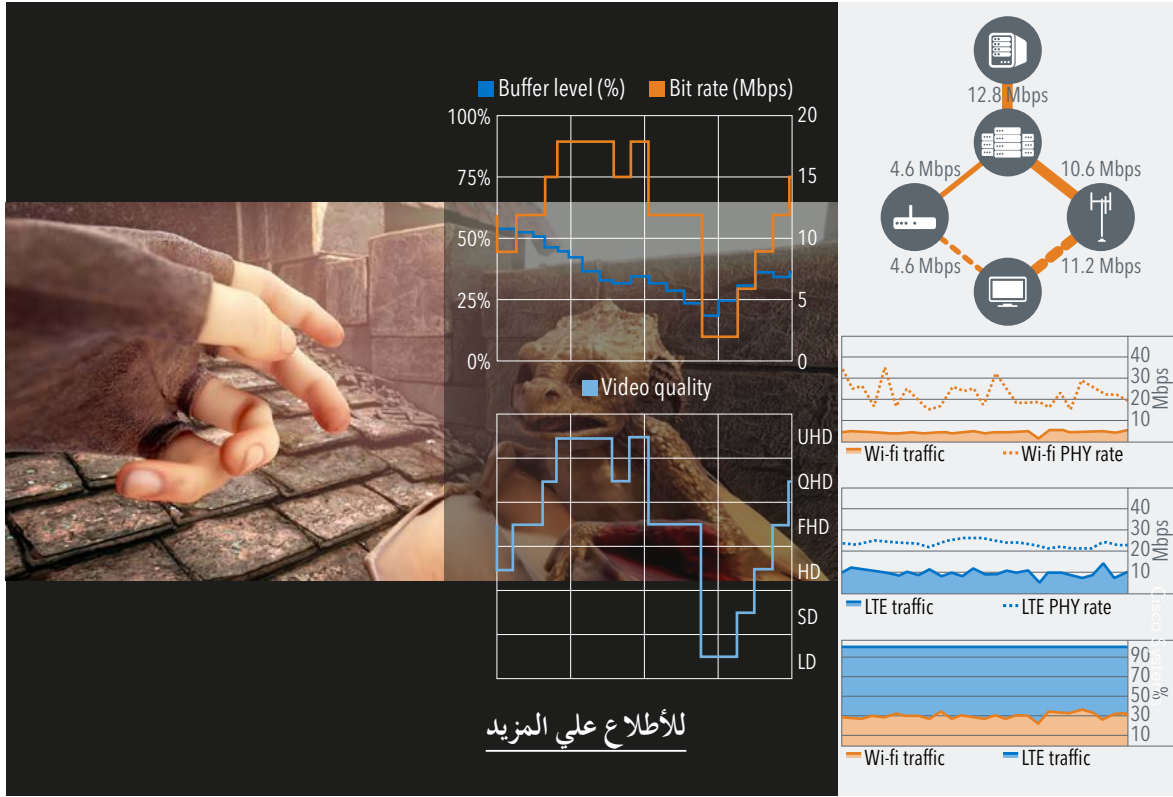 Buffer level (%) Bit rate (Mbps)
100% 20
75% 15
50% 10
25% 5
0% 0
Video quality
UHD
QHD
FHD
HD
SD
LD
للأطلاع علي المزيد
12.8 Mbps
4.6 Mbps 10.6 Mbps
4.6 Mbps 11.2 Mbps
40
30
20
10
Mbps
Wi-fi traffic Wi-fi PHY rate
40
30
20
10
Mbps
LTE traffic LTE PHY rate
Cisco Systems
90
70
50
30
10
%
Wi-fi traffic LTE traffic